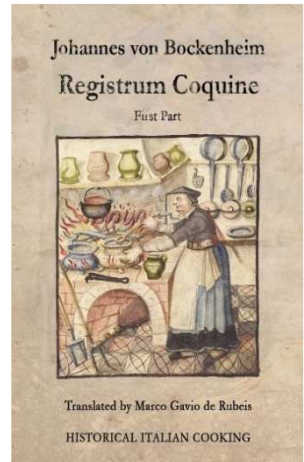 Johannes von Bockenheim
Registrum Coquine
First Part
Translated by Marco Gavio de Rubeis
HISTORICAL ITALIAN COOKING